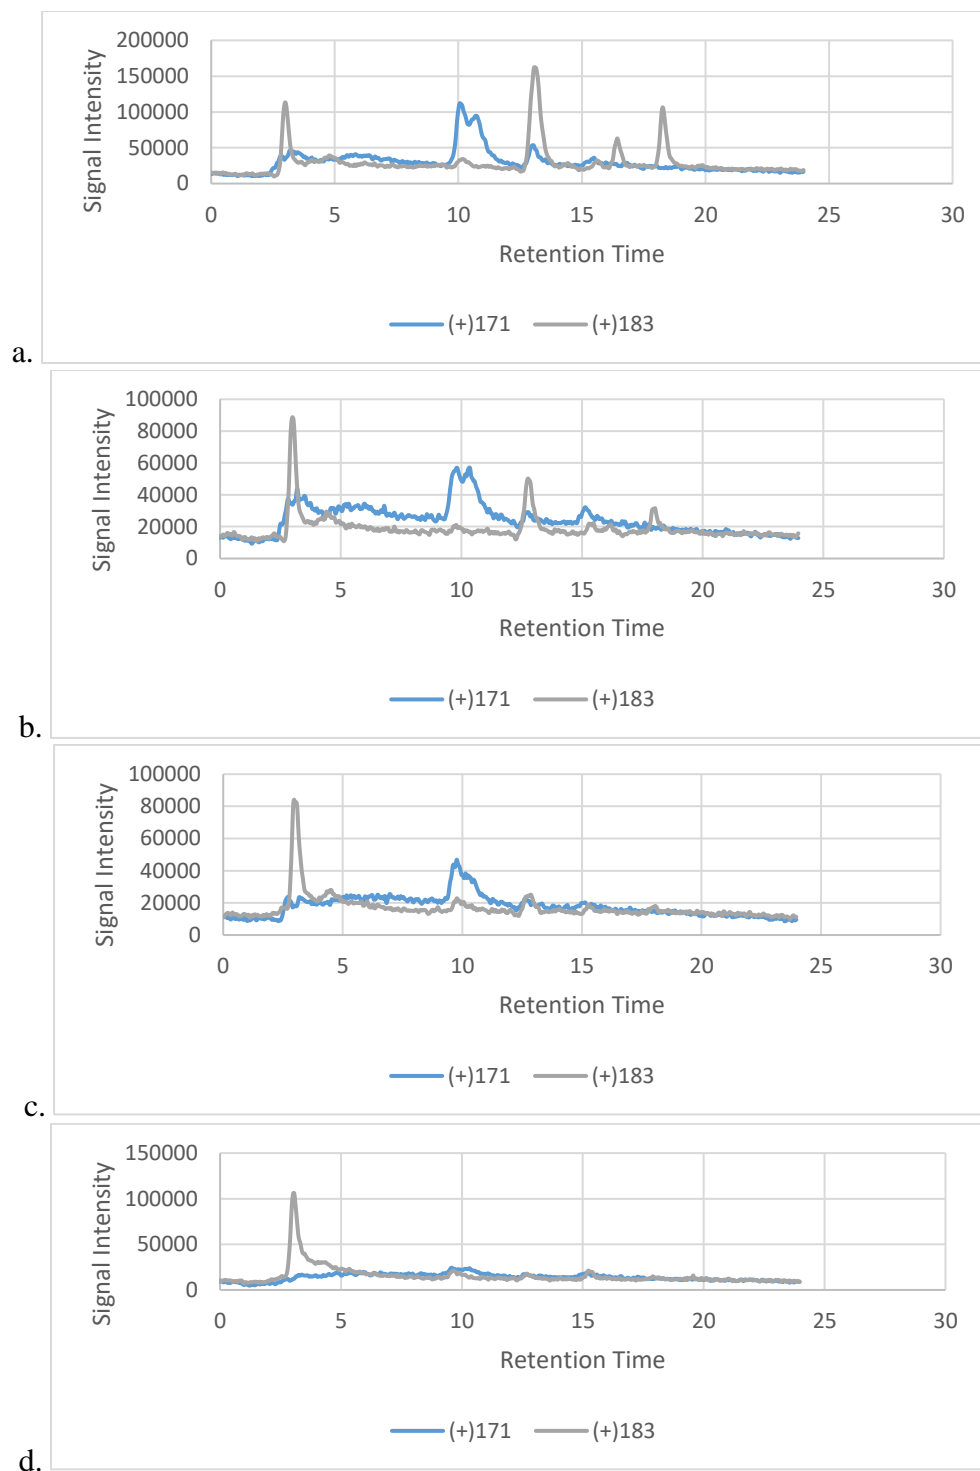 200000
150000
100000
50000
0
Signal Intensity
0 5 10 15 20 25 30
Retention Time
(+)171 (+)183
a.
100000
80000
60000
40000
20000
0
Signal Intensity
0 5 10 15 20 25 30
Retention Time
(+)171 (+)183
b.
100000
80000
60000
40000
20000
0
Signal Intensity
0 5 10 15 20 25 30
Retention Time
(+)171 (+)183
c.
150000
100000
50000
0
Signal Intensity
0 5 10 15 20 25 30
Retention Time
(+)171 (+)183
d.